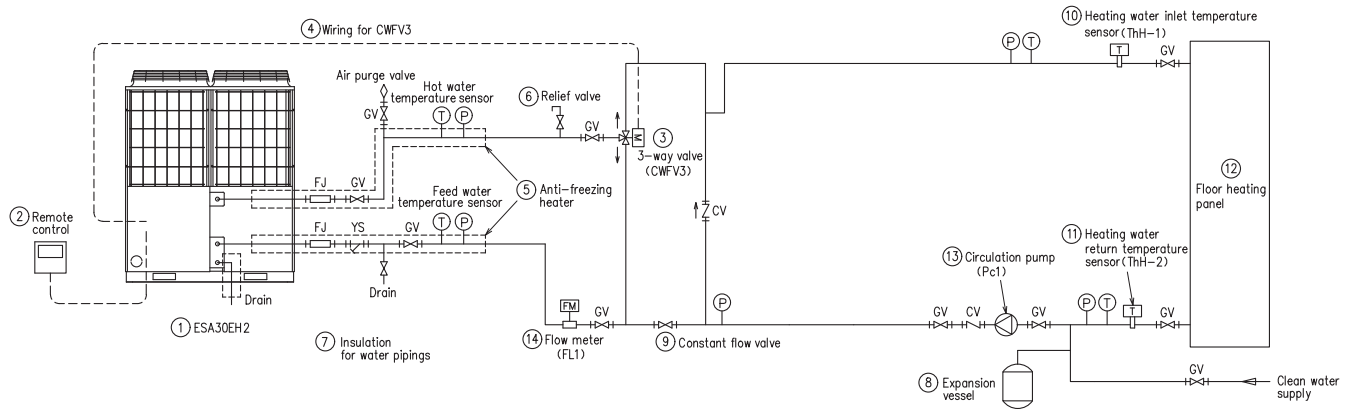 ④ Wiring for CWFV3
⑩ Heating water inlet temperature
sensor(ThH-1)
P T
T
GV
Air purge valve
Hot water
temperature sensor
GV
T P
⑥ Relief valve
GV
M
③
3-way valve
(CWFV3)
FJ GV
⑤ Anti-freezing
heater
Feed water
temperature sensor
② Remote
control
FJ YS GV T P
CV
⑫
Floor heating
panel
⑪ Heating water
return temperature
sensor(ThH-2)
⑬ Circulation pump
(Pc1)
Drain
Drain
FM GV
P
GV CV GV
P T
T
GV
① ESA30EH2
⑦ Insulation
for water pipings
⑭ Flow meter
(FL1)
⑨ Constant flow valve
⑧ Expansion
vessel
GV
Clean water
supply